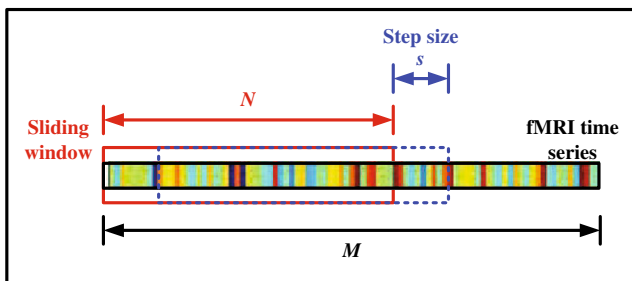 Step size
s
N
Sliding
window
fMRI time
series
M